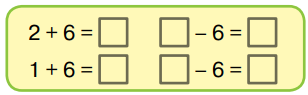 2 + 6 = □ □ – 6 = □
1 + 6 = □ □ – 6 = □